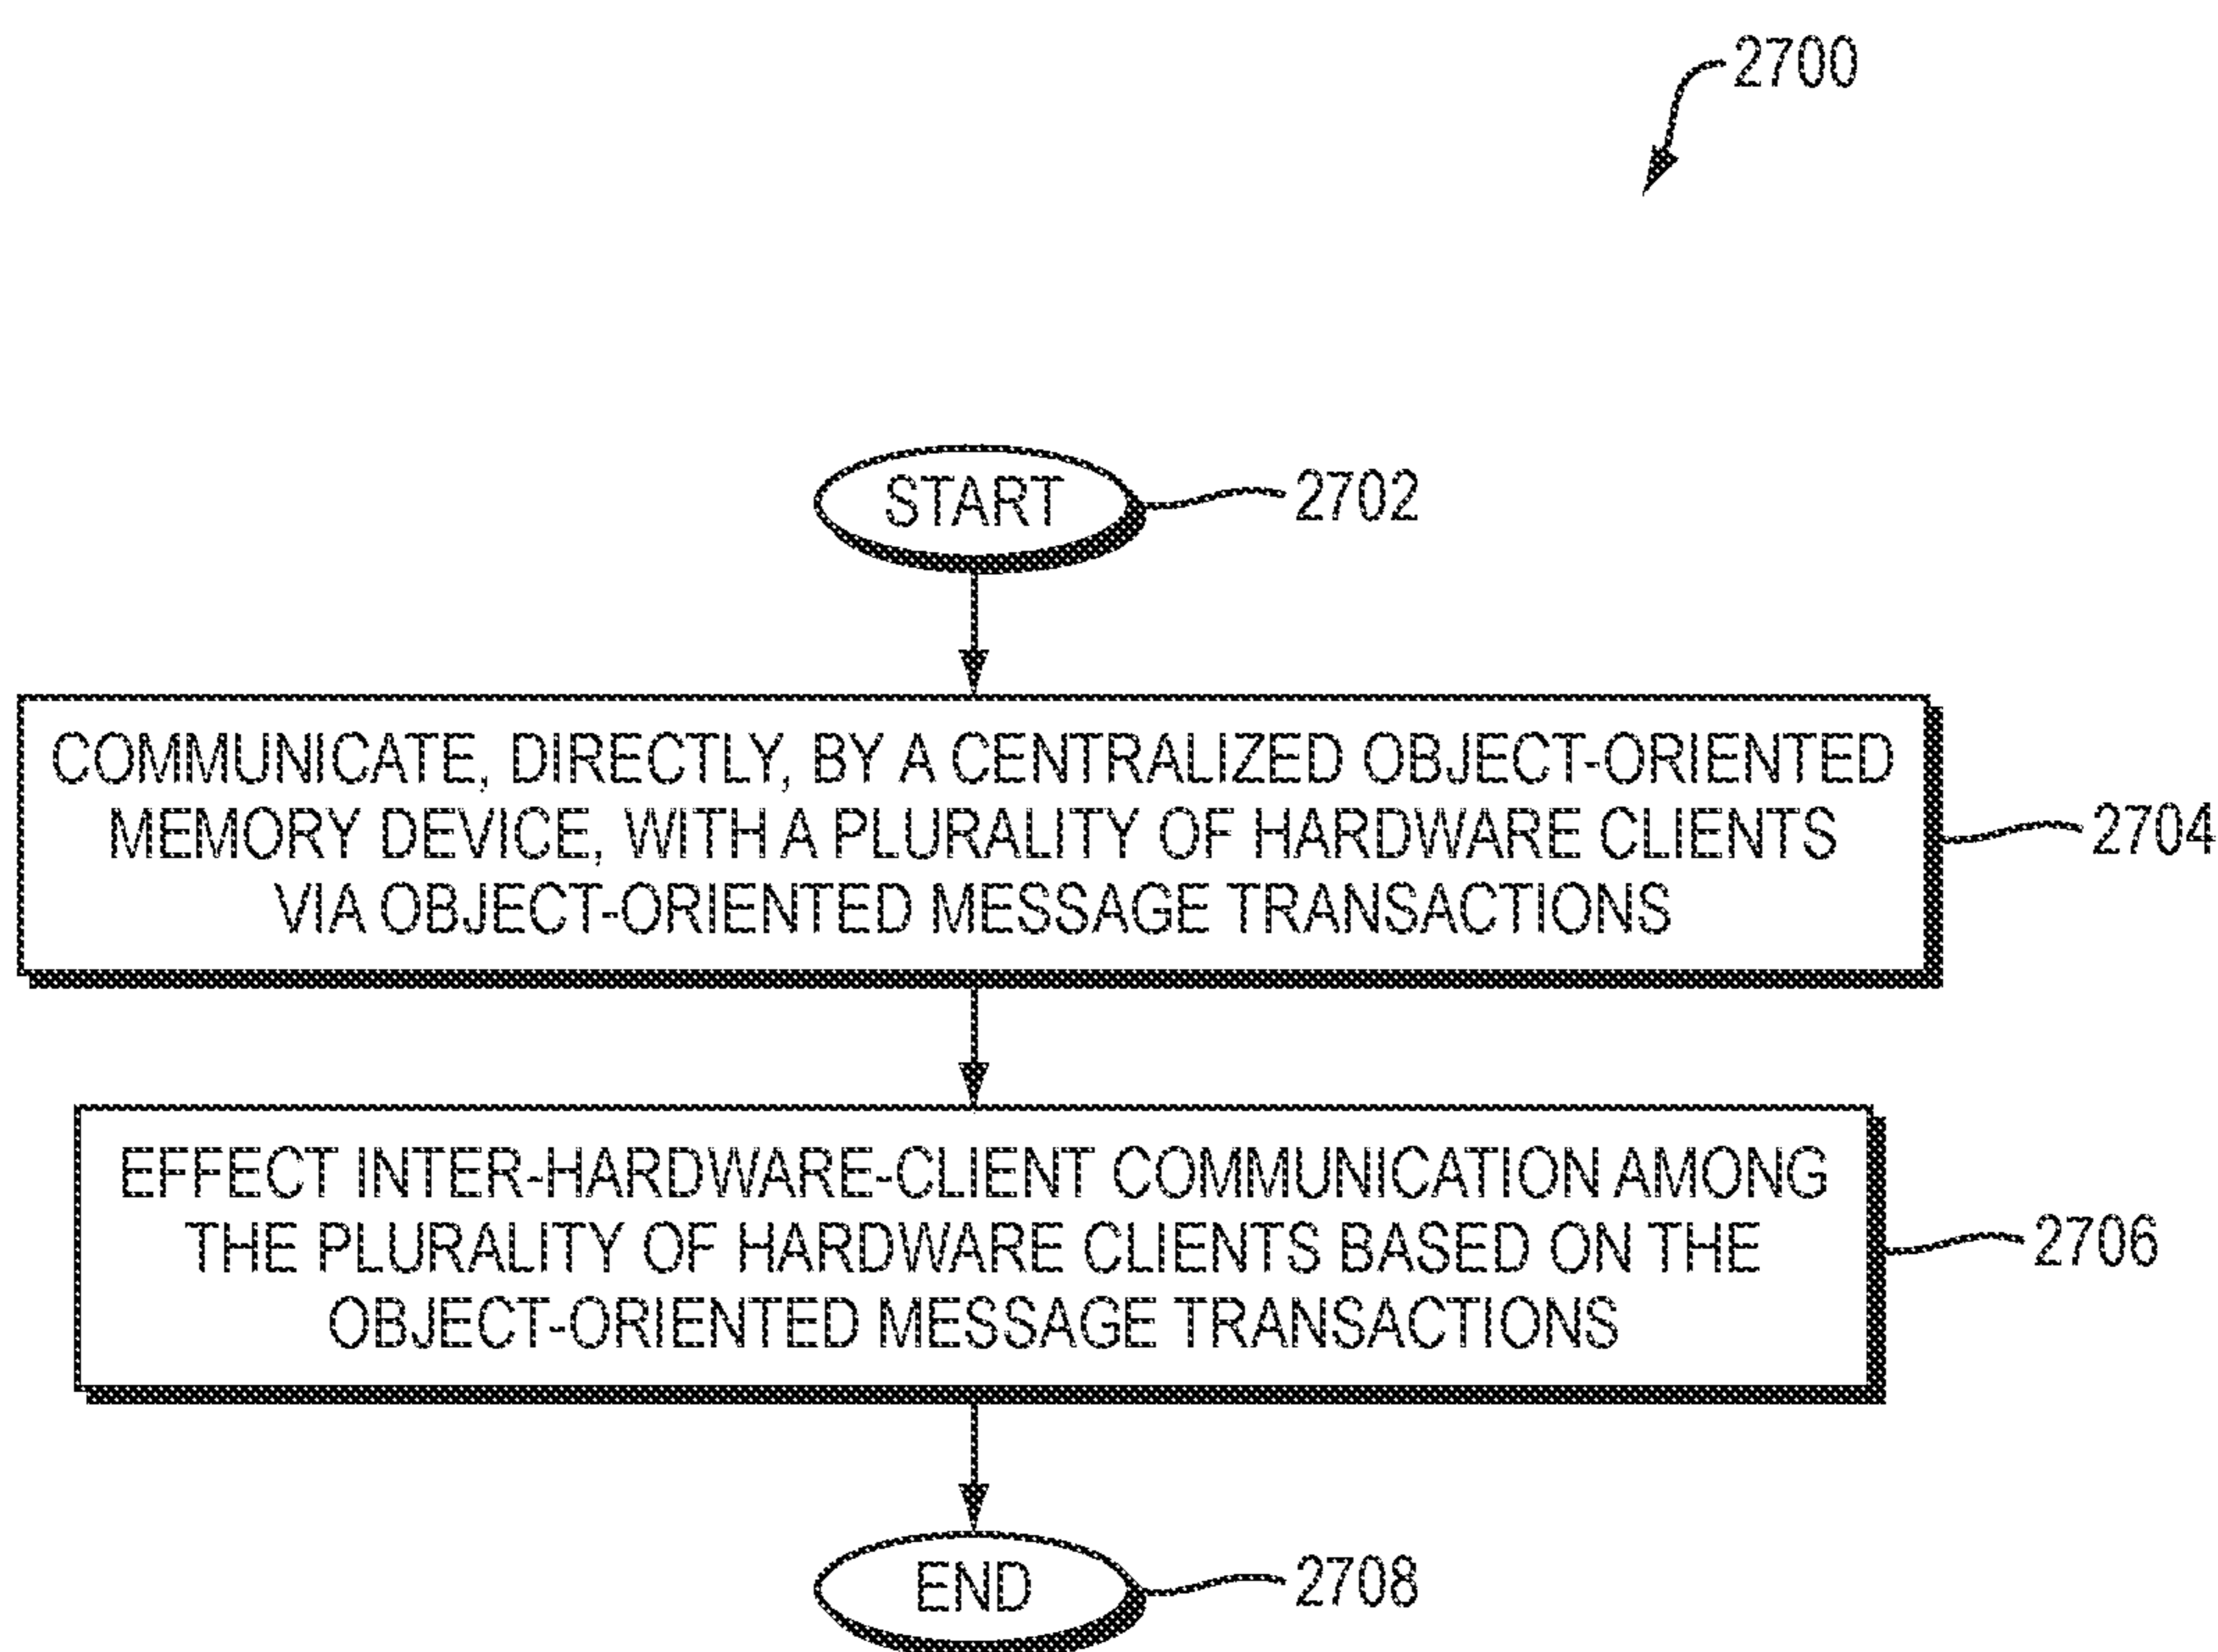 2700
START
2702
COMMUNICATE, DIRECTLY, BY A CENTRALIZED OBJECT-ORIENTED
MEMORY DEVICE, WITH A PLURALITY OF HARDWARE CLIENTS
VIA OBJECT-ORIENTED MESSAGE TRANSACTIONS
2704
EFFECT INTER-HARDWARE-CLIENT COMMUNICATION AMONG
THE PLURALITY OF HARDWARE CLIENTS BASED ON THE
OBJECT-ORIENTED MESSAGE TRANSACTIONS
2706
END
2708